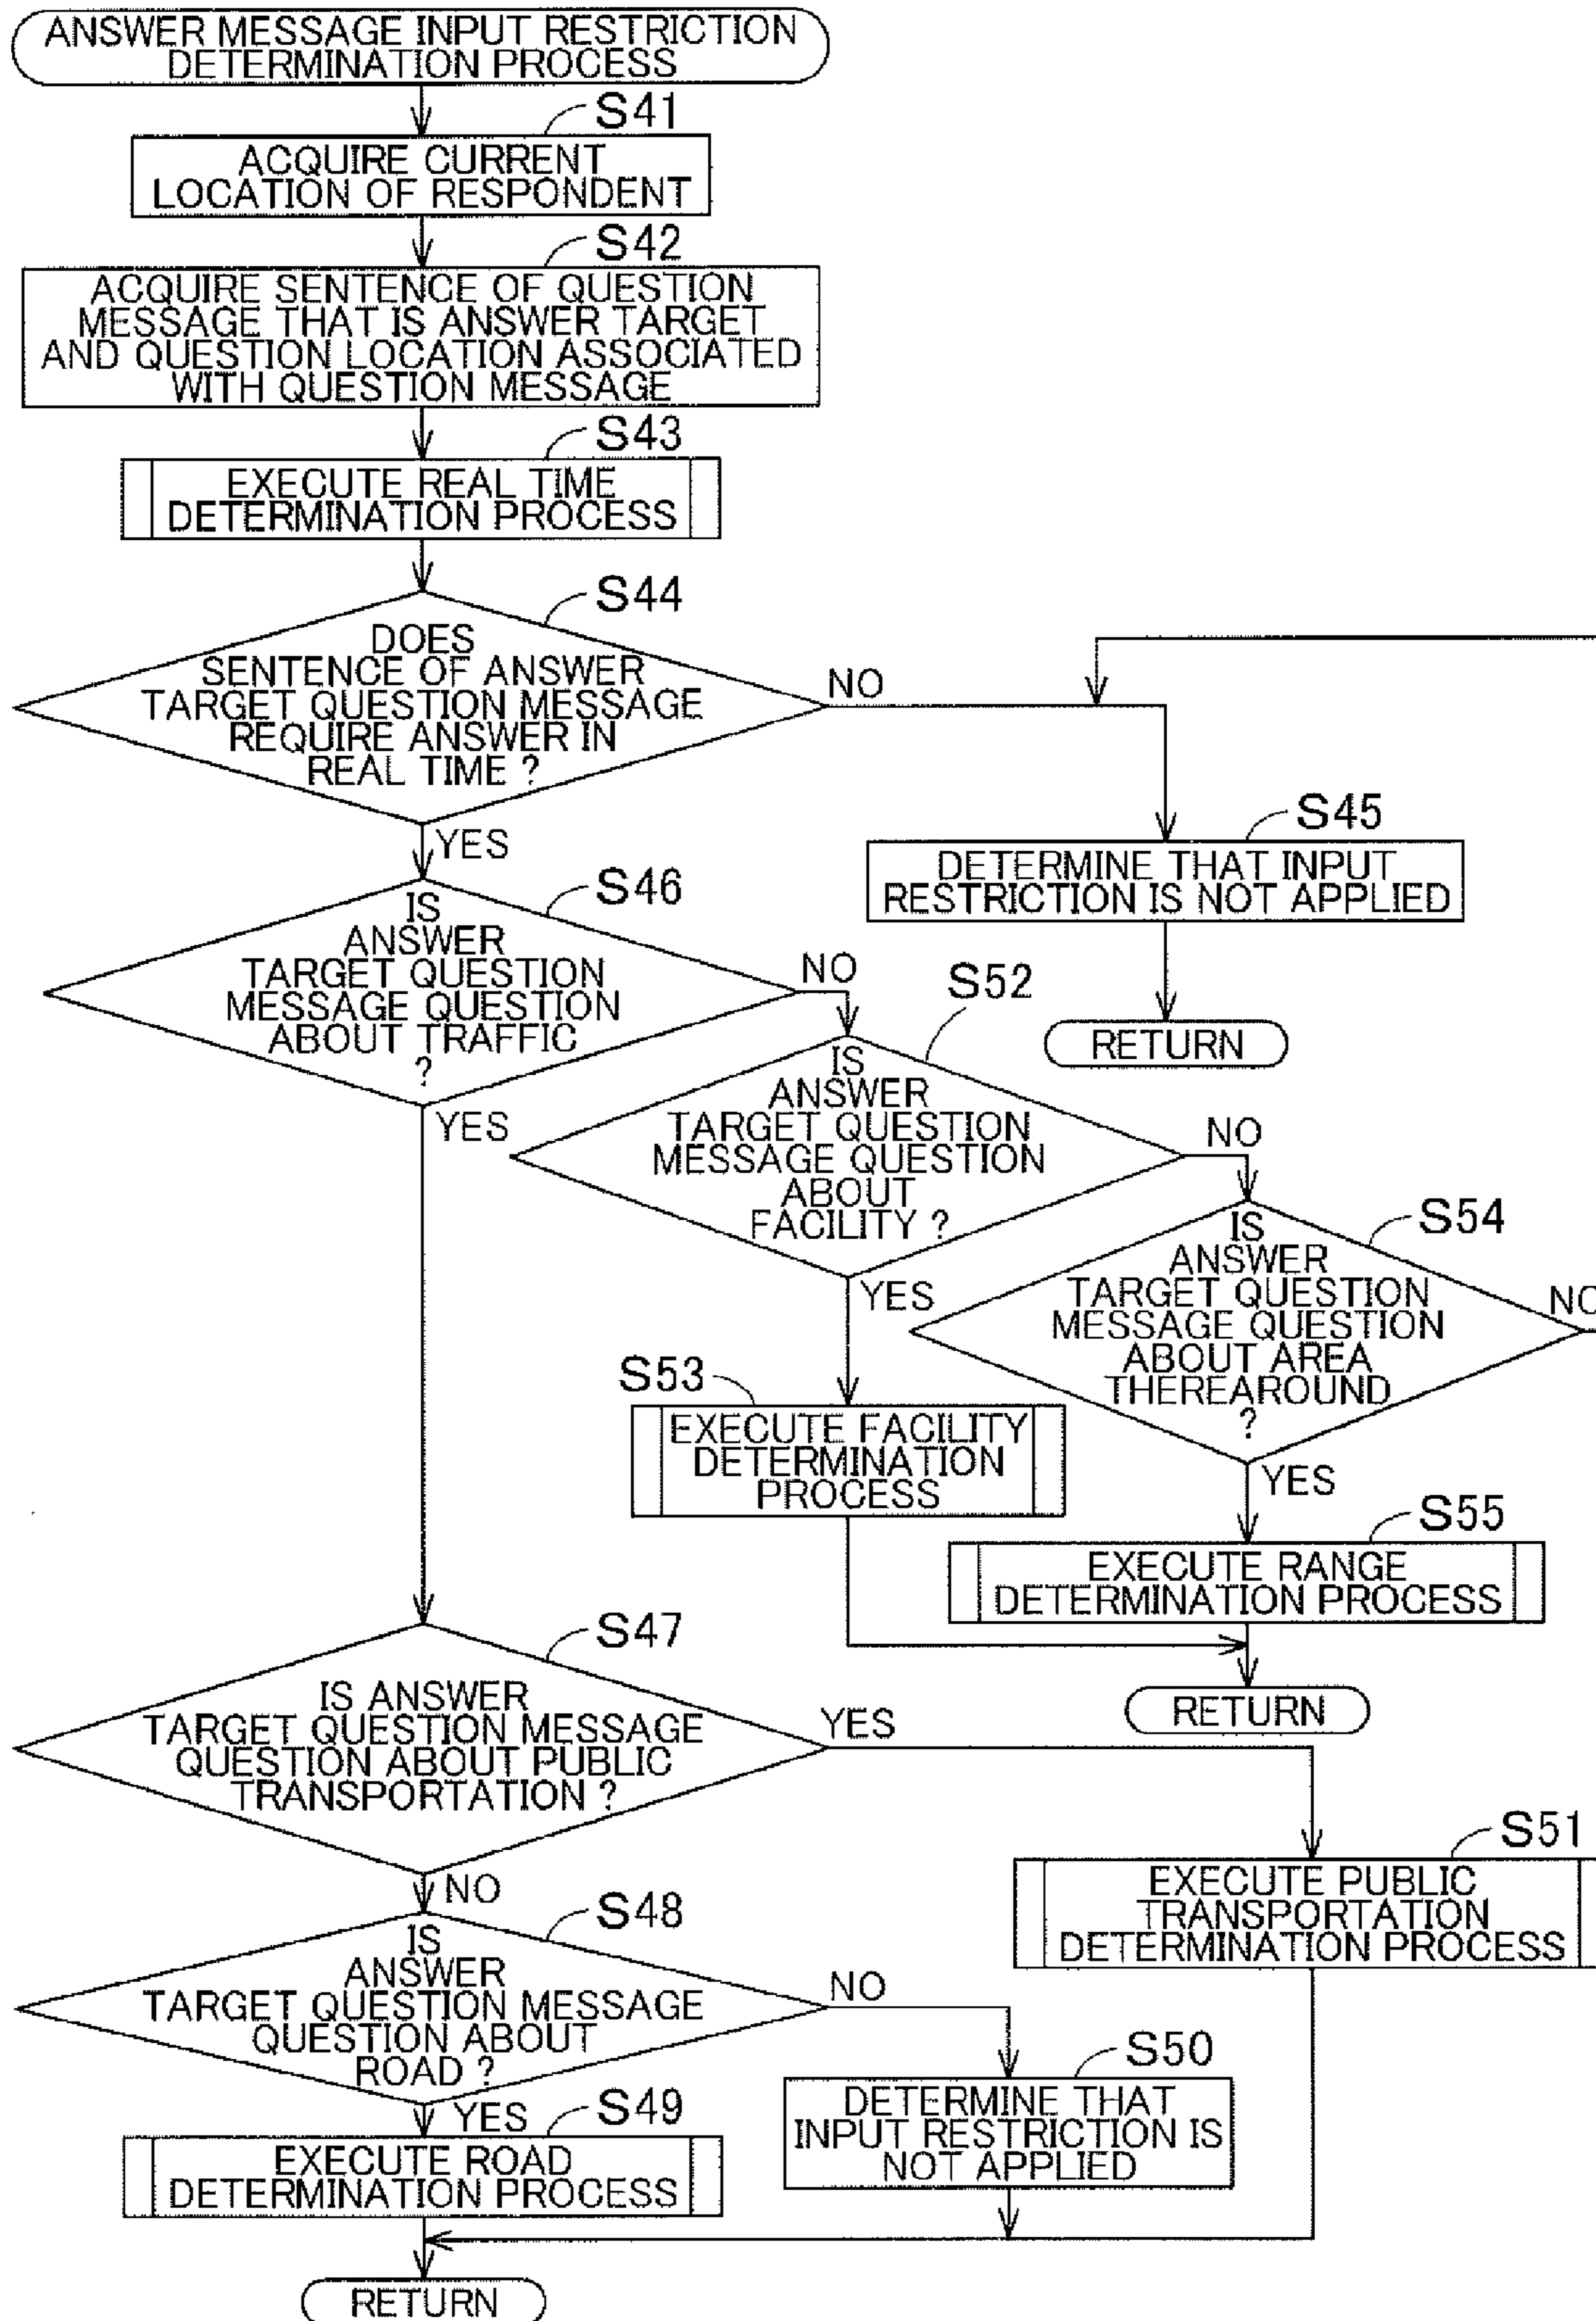 ANSWER MESSAGE INPUT RESTRICTION
DETERMINATION PROCESS
S41
ACQUIRE CURRENT
LOCATION OF RESPONDENT
S42
ACQUIRE SENTENCE OF QUESTION
MESSAGE THAT IS ANSWER TARGET
AND QUESTION LOCATION ASSOCIATED
WITH QUESTION MESSAGE
S43
EXECUTE REAL TIME
DETERMINATION PROCESS
S44
DOES
SENTENCE OF ANSWER
TARGET QUESTION MESSAGE
REQUIRE ANSWER IN
REAL TIME ?
NO
YES
S45
DETERMINE THAT INPUT
RESTRICTION IS NOT APPLIED
RETURN
S46
IS
ANSWER
TARGET QUESTION
MESSAGE QUESTION
ABOUT TRAFFIC
?
NO
YES
S52
IS
ANSWER
TARGET QUESTION
MESSAGE QUESTION
ABOUT
FACILITY ?
NO
YES
S54
IS
ANSWER
TARGET QUESTION
MESSAGE QUESTION
ABOUT AREA
THEREAROUND
?
NO
YES
S53
EXECUTE FACILITY
DETERMINATION
PROCESS
S55
EXECUTE RANGE
DETERMINATION PROCESS
RETURN
S47
IS ANSWER
TARGET QUESTION MESSAGE
QUESTION ABOUT PUBLIC
TRANSPORTATION ?
YES
NO
S51
EXECUTE PUBLIC
TRANSPORTATION
DETERMINATION PROCESS
S48
IS
ANSWER
TARGET QUESTION MESSAGE
QUESTION ABOUT
ROAD ?
NO
YES
S50
DETERMINE THAT
INPUT RESTRICTION IS
NOT APPLIED
S49
EXECUTE ROAD
DETERMINATION PROCESS
RETURN